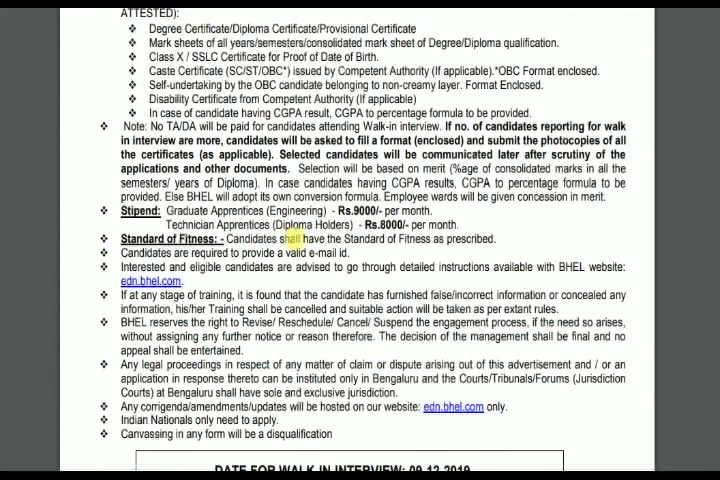 ATTESTED):
❖ Degree Certificate/Diploma Certificate/Provisional Certificate
❖ Mark sheets of all years/semesters/consolidated mark sheet of Degree/Diploma qualification.
❖ Class X / SSLC Certificate for Proof of Date of Birth.
❖ Caste Certificate (SC/ST/OBC*) issued by Competent Authority (If applicable).*OBC Format enclosed.
❖ Self-undertaking by the OBC candidate belonging to non-creamy layer. Format Enclosed.
❖ Disability Certificate from Competent Authority (If applicable)
❖ In case of candidate having CGPA result, CGPA to percentage formula to be provided.
❖ Note: No TA/DA will be paid for candidates attending Walk-in interview. If no. of candidates reporting for walk
in interview are more, candidates will be asked to fill a format (enclosed) and submit the photocopies of all
the certificates (as applicable). Selected candidates will be communicated later after scrutiny of the
applications and other documents. Selection will be based on merit (%age of consolidated marks in all the
semesters/ years of Diploma). In case candidates having CGPA results, CGPA to percentage formula to be
provided. Else BHEL will adopt its own conversion formula. Employee wards will be given concession in merit.
❖ Stipend: Graduate Apprentices (Engineering) - Rs.9000/- per month.
Technician Apprentices (Diploma Holders) - Rs.8000/- per month.
❖ Standard of Fitness: - Candidates shall have the Standard of Fitness as prescribed.
❖ Candidates are required to provide a valid e-mail id.
❖ Interested and eligible candidates are advised to go through detailed instructions available with BHEL website:
edn.bhel.com.
❖ If at any stage of training, it is found that the candidate has furnished false/incorrect information or concealed any
information, his/her Training shall be cancelled and suitable action will be taken as per extant rules.
❖ BHEL reserves the right to Revise/ Reschedule/ Cancel/ Suspend the engagement process, if the need so arises,
without assigning any further notice or reason therefore. The decision of the management shall be final and no
appeal shall be entertained.
❖ Any legal proceedings in respect of any matter of claim or dispute arising out of this advertisement and / or an
application in response thereto can be instituted only in Bengaluru and the Courts/Tribunals/Forums (Jurisdiction
Courts) at Bengaluru shall have sole and exclusive jurisdiction.
❖ Any corrigenda/amendments/updates will be hosted on our website: edn.bhel.com only.
❖ Indian Nationals only need to apply.
❖ Canvassing in any form will be a disqualification
DATE FOR WALK IN INTERVIEW: 09-12-2019